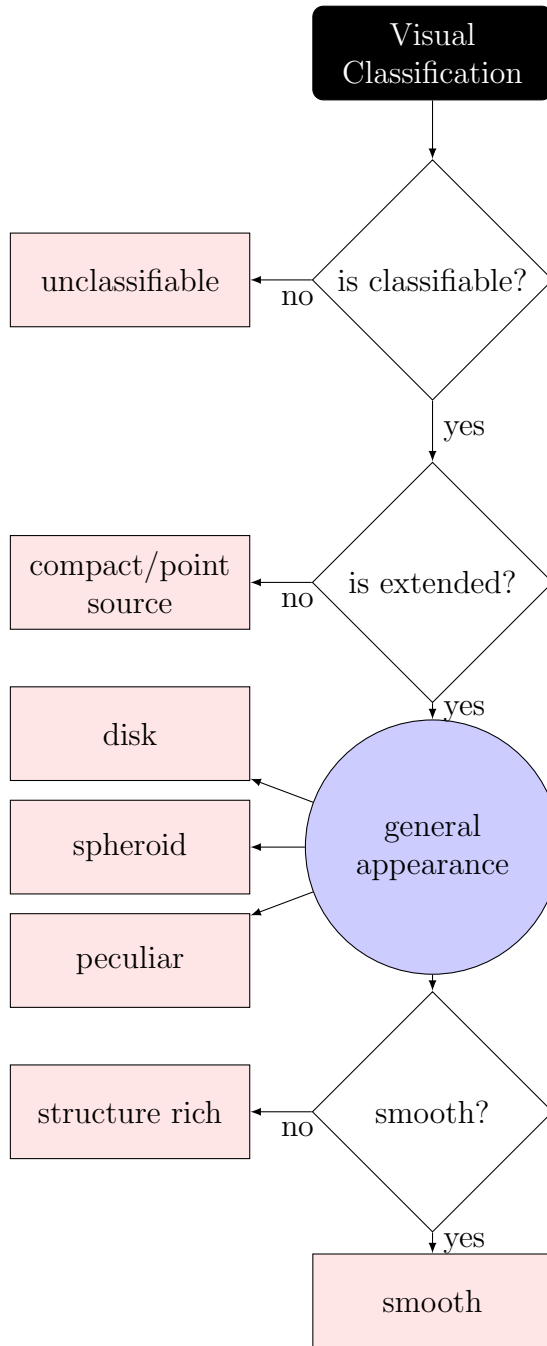 Visual
Classification
is classifiable?
no
unclassifiable
yes
is extended?
no
compact/point
source
yes
general
appearance
disk
spheroid
peculiar
smooth?
no
structure rich
yes
smooth